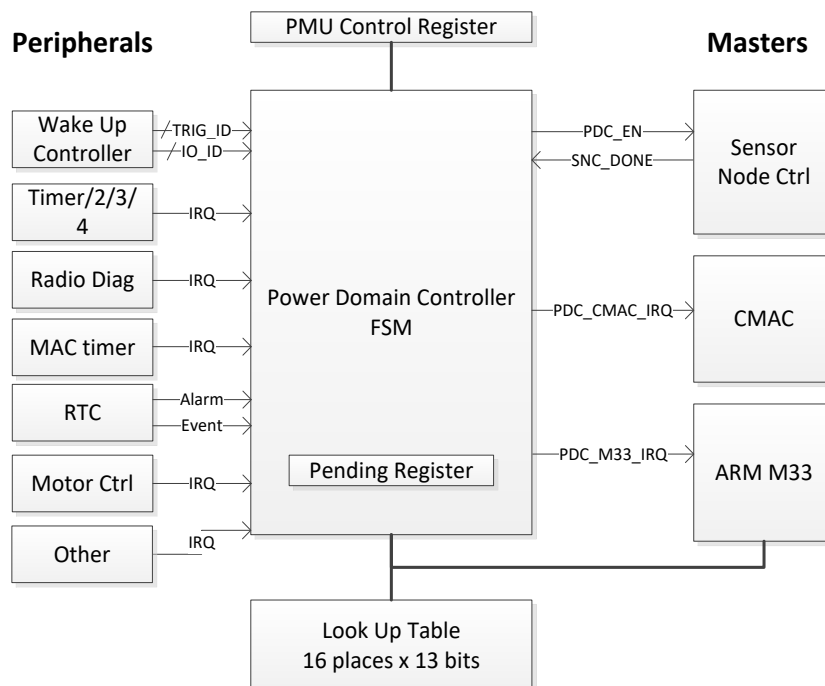 PMU Control Register
Peripherals
Masters
Wake Up
Controller
TRIG_ID
IO_ID
PDC_EN
SNC_DONE
Sensor
Node Ctrl
Timer/2/3/
4
IRQ
Radio Diag
IRQ
Power Domain Controller
FSM
PDC_CMAC_IRQ
CMAC
MAC timer
IRQ
RTC
Alarm
Event
Pending Register
PDC_M33_IRQ
ARM M33
Motor Ctrl
IRQ
Other
IRQ
Look Up Table
16 places x 13 bits